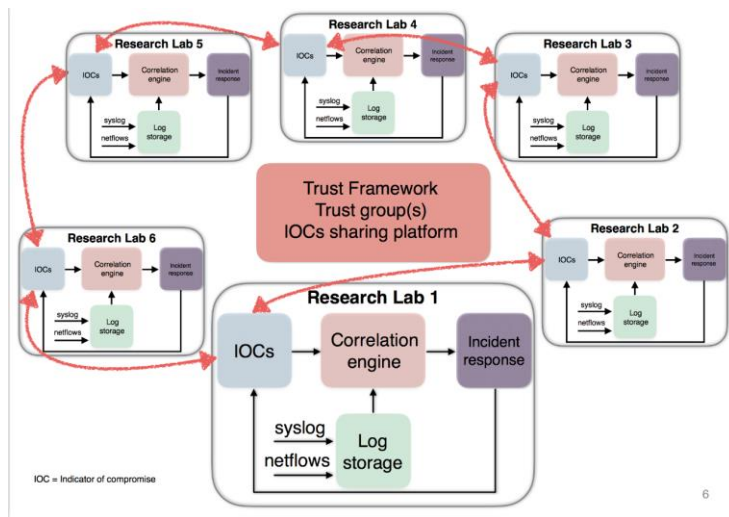 Research Lab 5
IOCs
Correlation
engine
Incident
response
syslog
netflows
Log
storage
Research Lab 4
IOCs
Correlation
engine
Incident
response
syslog
netflows
Log
storage
Research Lab 3
IOCs
Correlation
engine
Incident
response
syslog
netflows
Log
storage
Trust Framework
Trust group(s)
IOCs sharing platform
Research Lab 6
IOCs
Correlation
engine
Incident
response
syslog
netflows
Log
storage
Research Lab 2
IOCs
Correlation
engine
Incident
response
syslog
netflows
Log
storage
Research Lab 1
IOCs
Correlation
engine
Incident
response
syslog
netflows
Log
storage
IOC = Indicator of compromise
6